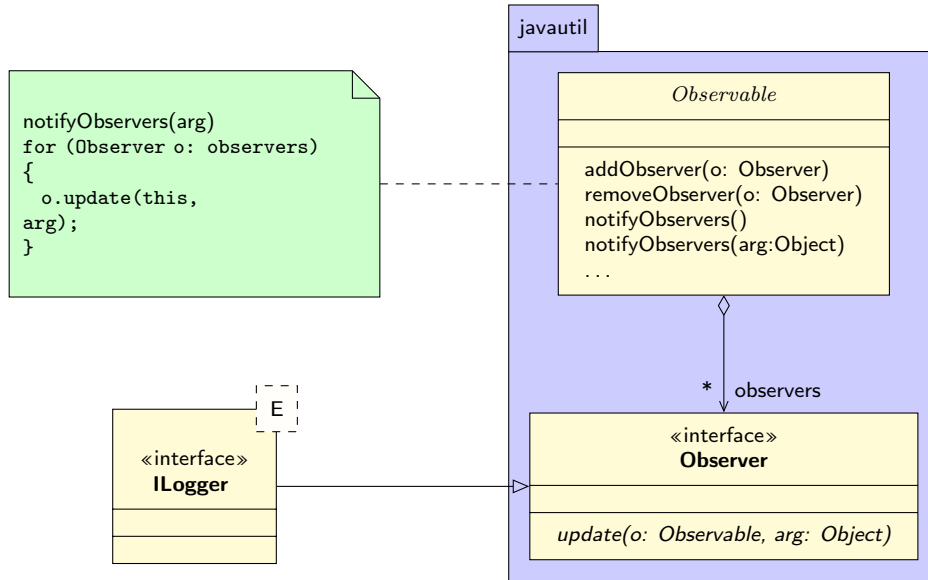 javautil
notifyObservers(arg)
for (Observer o: observers)
{
  o.update(this,
arg);
}
Observable
addObserver(o: Observer)
removeObserver(o: Observer)
notifyObservers()
notifyObservers(arg:Object)
...
* observers
E
«interface»
ILogger
«interface»
Observer
update(o: Observable, arg: Object)